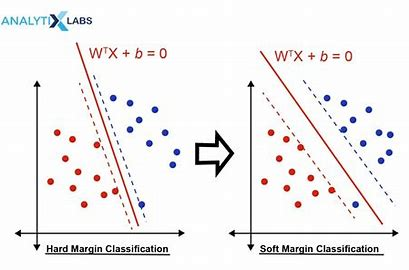 ANALYTIX LABS
WᵀX + b = 0
WᵀX + b = 0
Hard Margin Classification
Soft Margin Classification